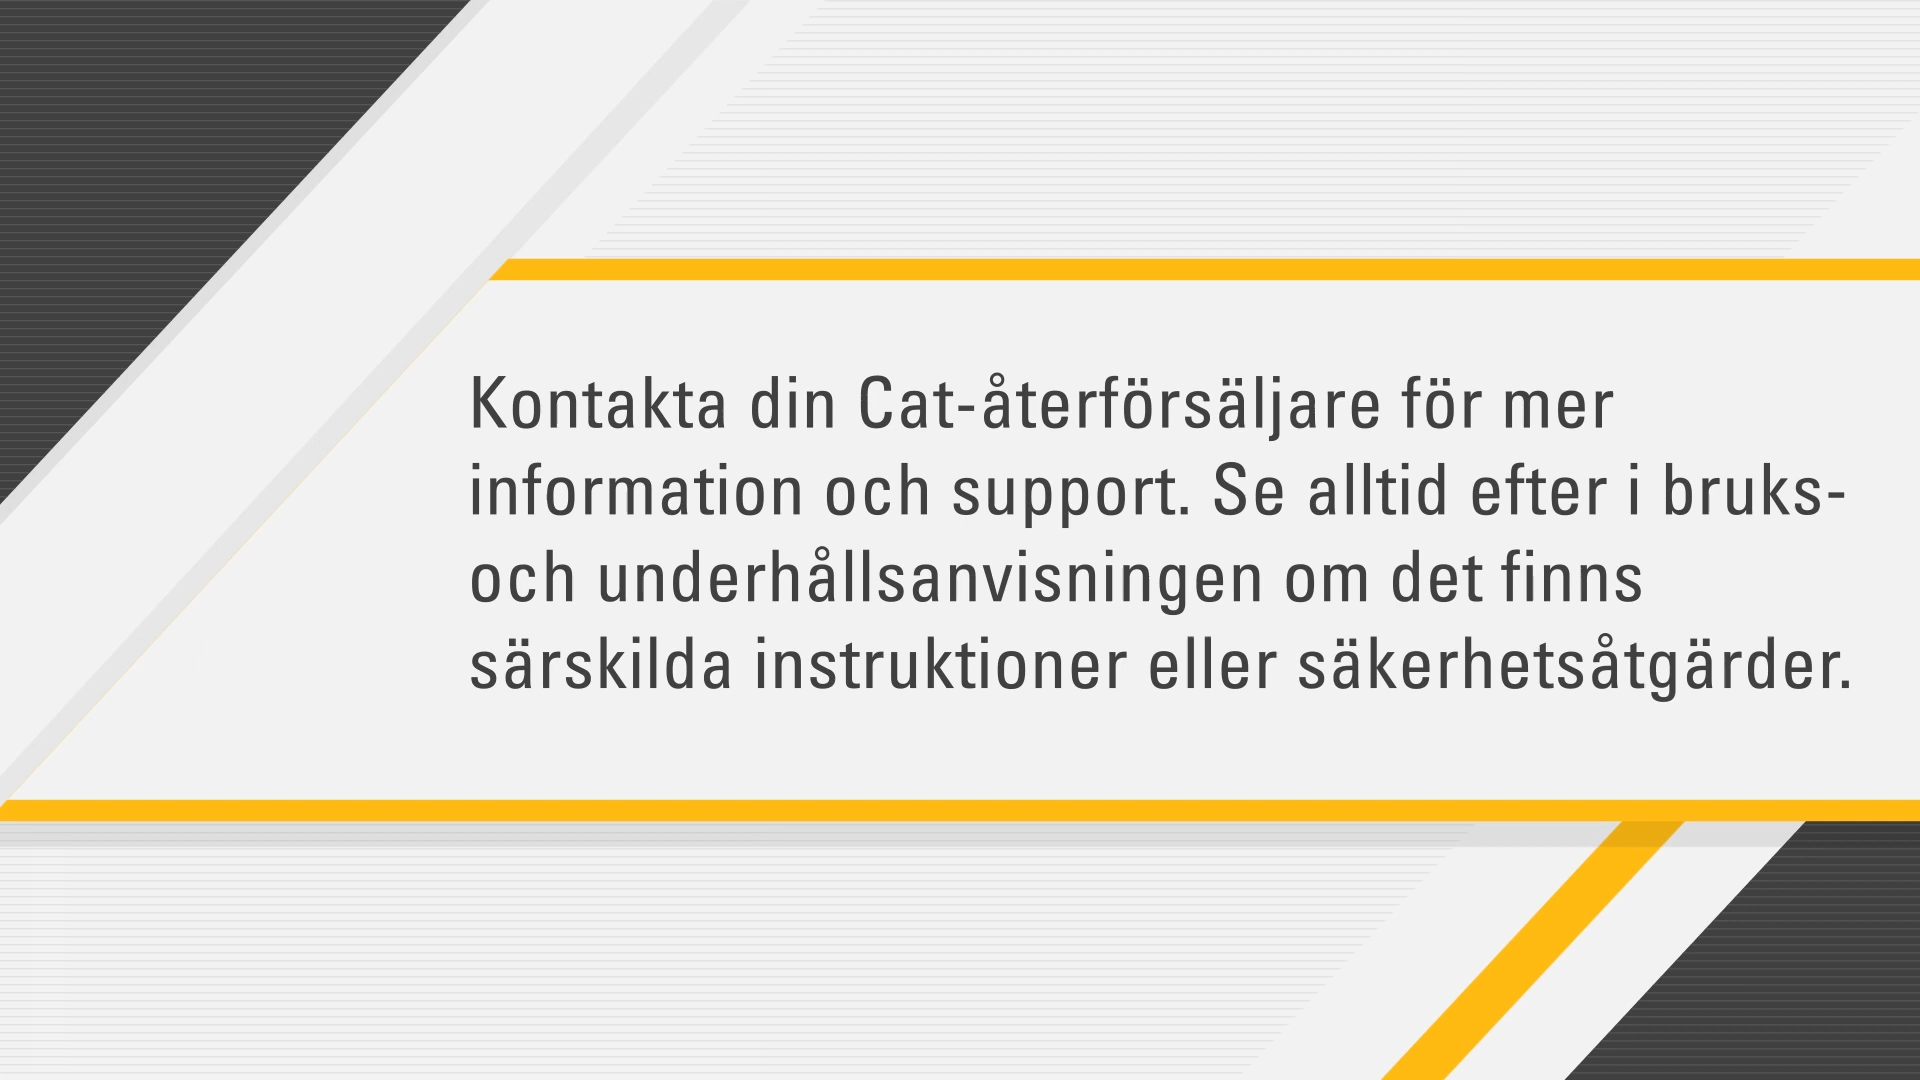 Kontakta din Cat-återförsäljare för mer
information och support. Se alltid efter i bruks-
och underhållsanvisningen om det finns
särskilda instruktioner eller säkerhetsåtgärder.